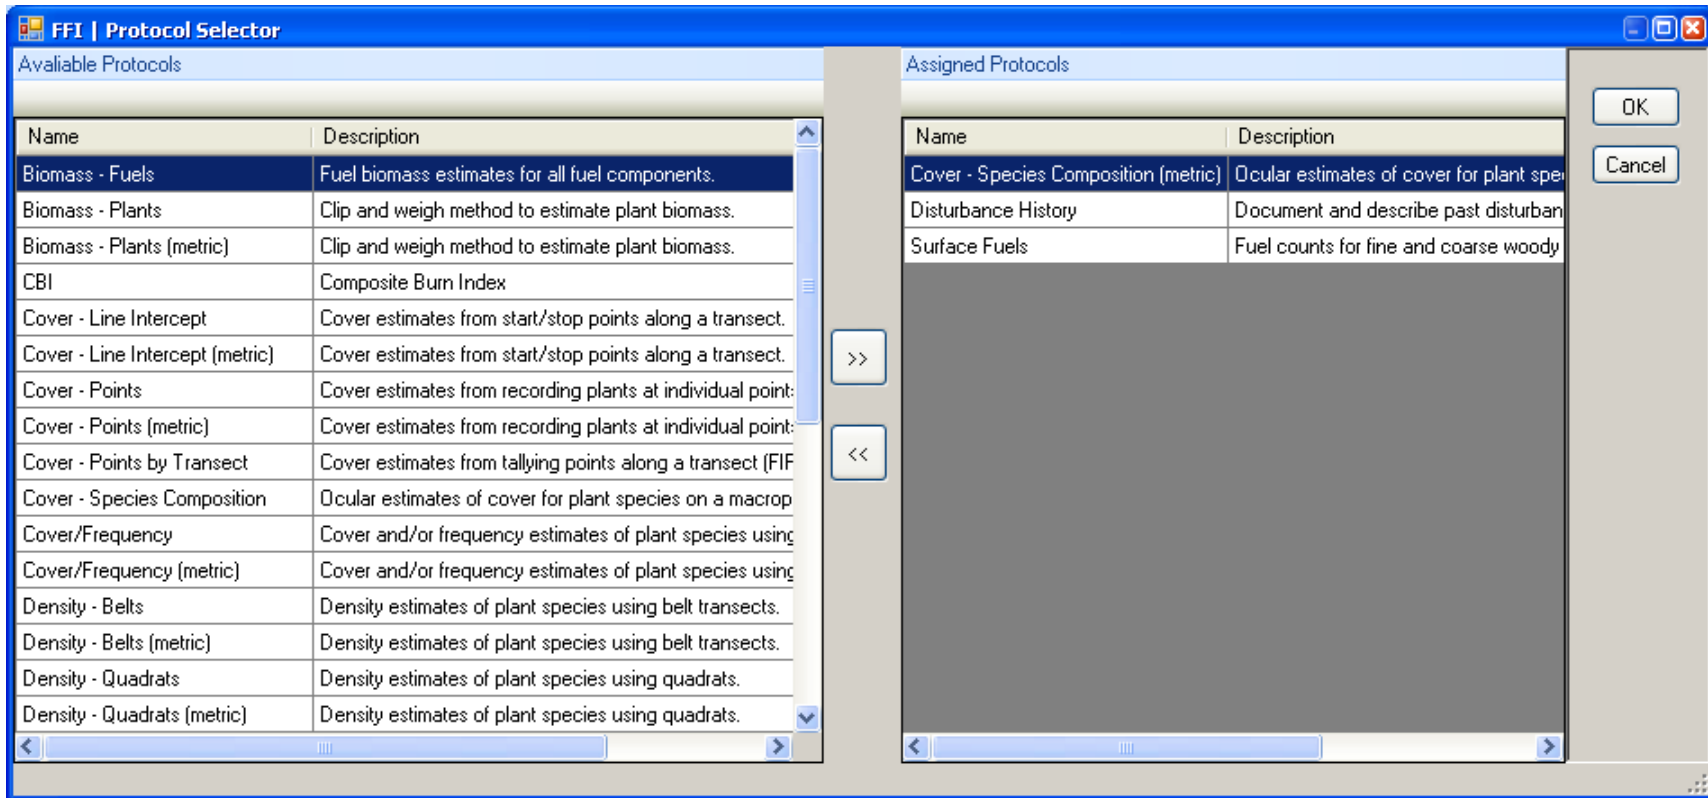 FFI | Protocol Selector
Avaliable Protocols
Name Description
Biomass - Fuels Fuel biomass estimates for all fuel components.
Biomass - Plants Clip and weigh method to estimate plant biomass.
Biomass - Plants (metric) Clip and weigh method to estimate plant biomass.
CBI Composite Burn Index
Cover - Line Intercept Cover estimates from start/stop points along a transect.
Cover - Line Intercept (metric) Cover estimates from start/stop points along a transect.
Cover - Points Cover estimates from recording plants at individual point
Cover - Points (metric) Cover estimates from recording plants at individual point
Cover - Points by Transect Cover estimates from tallying points along a transect (FIF
Cover - Species Composition Ocular estimates of cover for plant species on a macrop
Cover/Frequency Cover and/or frequency estimates of plant species using
Cover/Frequency (metric) Cover and/or frequency estimates of plant species using
Density - Belts Density estimates of plant species using belt transects.
Density - Belts (metric) Density estimates of plant species using belt transects.
Density - Quadrats Density estimates of plant species using quadrats.
Density - Quadrats (metric) Density estimates of plant species using quadrats.
>>
<<
Assigned Protocols
Name Description
Cover - Species Composition (metric) Ocular estimates of cover for plant spe
Disturbance History Document and describe past disturban
Surface Fuels Fuel counts for fine and coarse woody
OK
Cancel